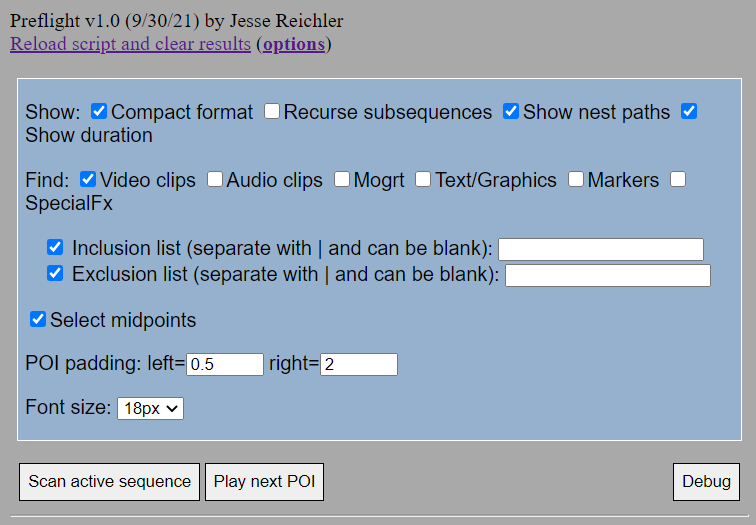 Preflight v1.0 (9/30/21) by Jesse Reichler
Reload script and clear results (options)
Show: Compact format Recurse subsequences Show nest paths
Show duration
Find: Video clips Audio clips Mogrt Text/Graphics Markers
SpecialFx
Inclusion list (separate with | and can be blank):
Exclusion list (separate with | and can be blank):
Select midpoints
POI padding: left=0.5 right=2
Font size: 18px
Scan active sequence Play next POI Debug